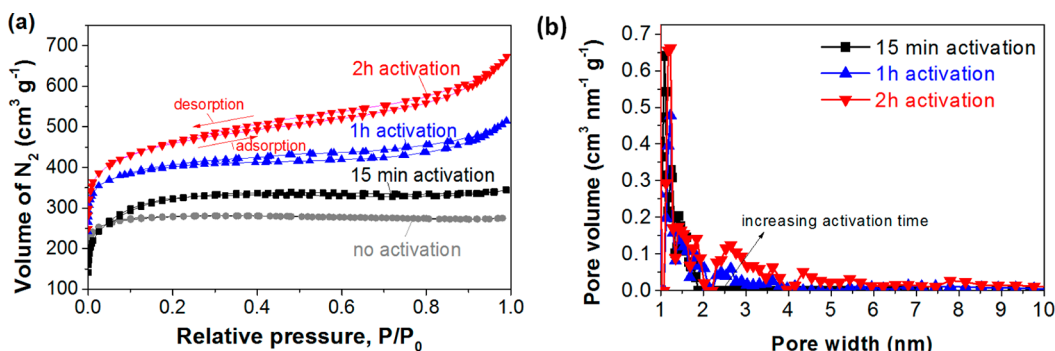 (a)
700
600
500
400
300
200
100
Volume of N2 (cm3 g-1)
2h activation
desorption
adsorption
1h activation
15 min activation
no activation
0.0 0.2 0.4 0.6 0.8 1.0
Relative pressure, P/P0
(b)
0.7
0.6
0.5
0.4
0.3
0.2
0.1
0.0
Pore volume (cm3 nm-1 g-1)
15 min activation
1h activation
2h activation
increasing activation time
1 2 3 4 5 6 7 8 9 10
Pore width (nm)